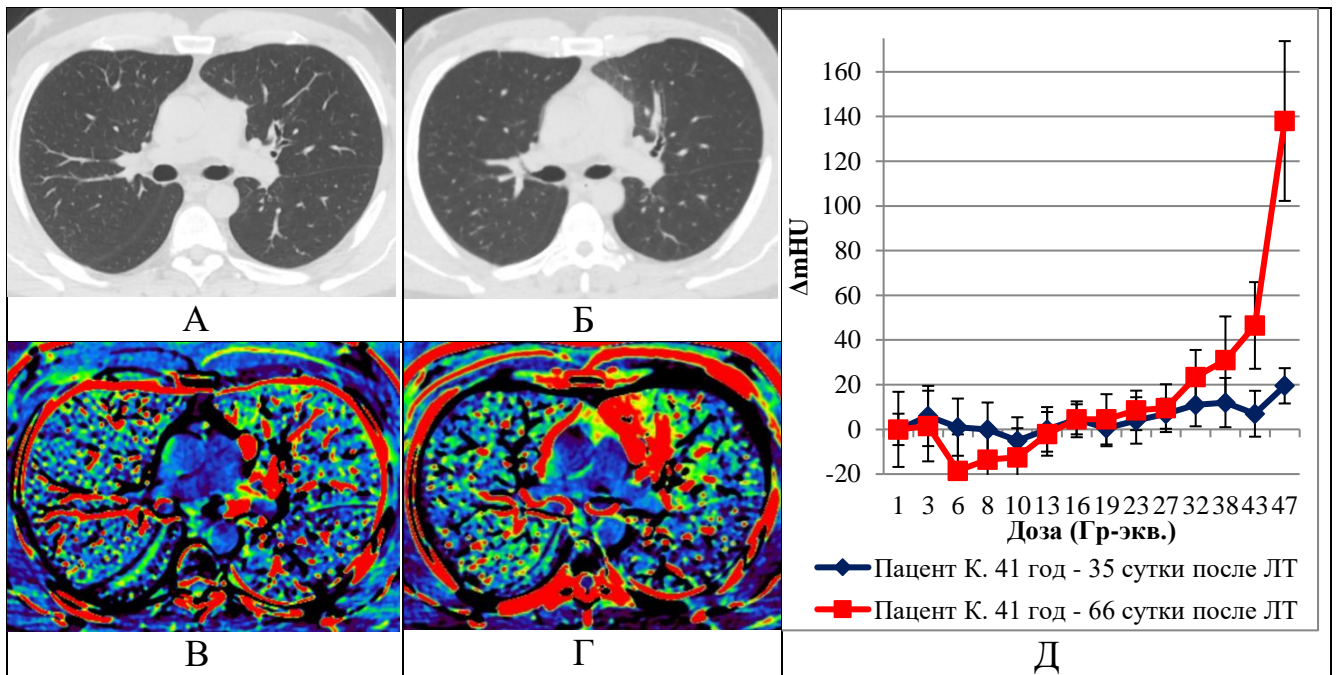 А
Б
В
Г
160
140
120
100
80
60
40
20
0
-20
ΔmHU
1 3 6 8 10 13 16 19 23 27 32 38 43 47
Доза (Гр-экв.)
Пацент К. 41 год - 35 сутки после ЛТ
Пацент К. 41 год - 66 сутки после ЛТ
Д